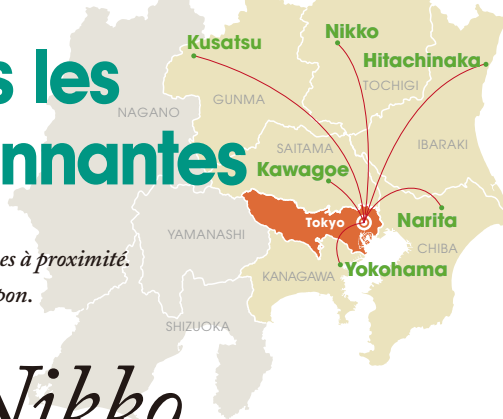 s les
nnantes
es à proximité.
pon.
Nikko
Kusatsu
Nikko
Hitachinaka
TOCHIGI
GUNMA
NAGANO
SAITAMA
IBARAKI
Kawagoe
Tokyo
Narita
YAMANASHI
CHIBA
Yokohama
KANAGAWA
SHIZUOKA